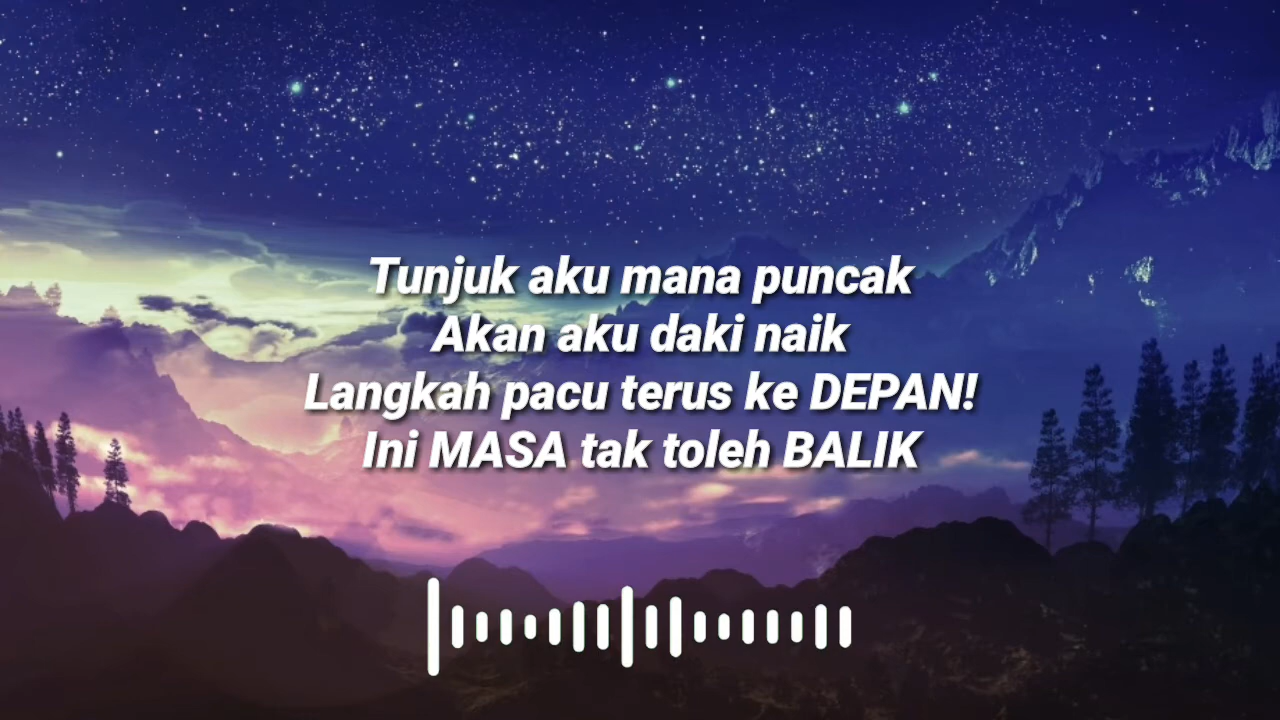 Tunjuk aku mana puncak
Akan aku daki naik
Langkah pacu terus ke DEPAN!
Ini MASA tak toleh BALIK